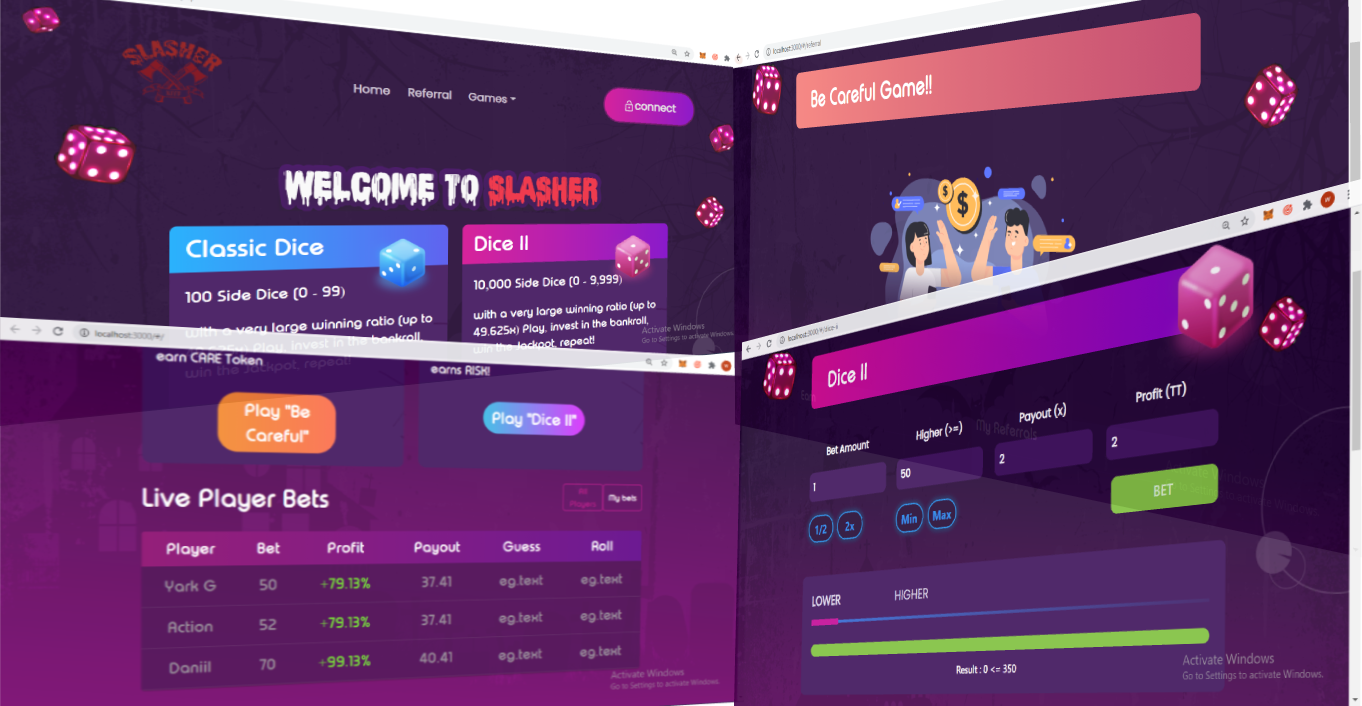 SLASHER
Home
Referral
Games
connect
WELCOME TO SLASHER
Classic Dice
100 Side Dice (0 - 99)
with a very large winning ratio (up to
Play, invest in the bankroll,
win the Jackpot, repeat!
Dice II
10,000 Side Dice (0 - 9,999)
with a very large winning ratio (up to
49.625x) Play, invest in the bankroll,
win the Jackpot, repeat!
Activate Windows
Go to Settings to activate Windows.
localhost:3000/#/
earn CARE Token
earns RISK!
Play "Be
Careful"
Play "Dice II"
Live Player Bets
All
Players
My bets
Player Bet Profit Payout Guess Roll
Yark G 50 +79.13% 37.41 eg.text eg.text
Action 52 +79.13% 37.41 eg.text eg.text
Daniil 70 +99.13% 40.41 eg.text eg.text
Activate Windows
Go to Settings to activate Windows.
localhost:3000/#/referral
Be Careful Game!!
localhost:3000/#/dice-ii
Dice II
Earn
My Referrals
Bet Amount
Higher (>=)
Payout (x)
Profit (TT)
1
50
2
2
1/2
2x
Min
Max
BET
LOWER
HIGHER
Result : 0 <= 350
Activate Windows
Go to Settings to activate Windows.